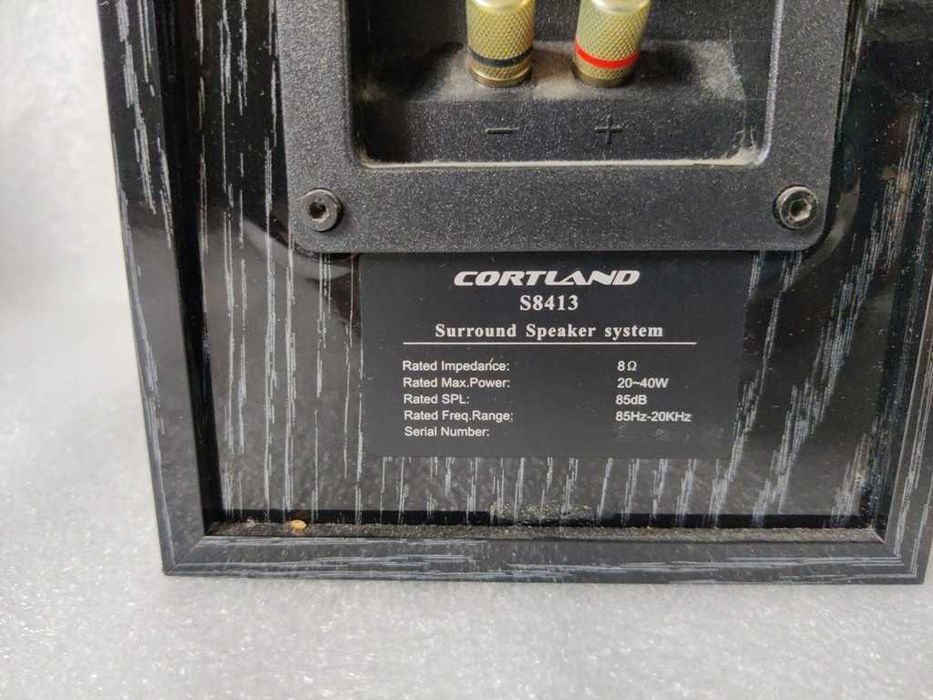 − +
CORTLAND
S8413
Surround Speaker system
Rated Impedance: 8Ω
Rated Max.Power: 20~40W
Rated SPL: 85dB
Rated Freq.Range: 85Hz-20KHz
Serial Number: